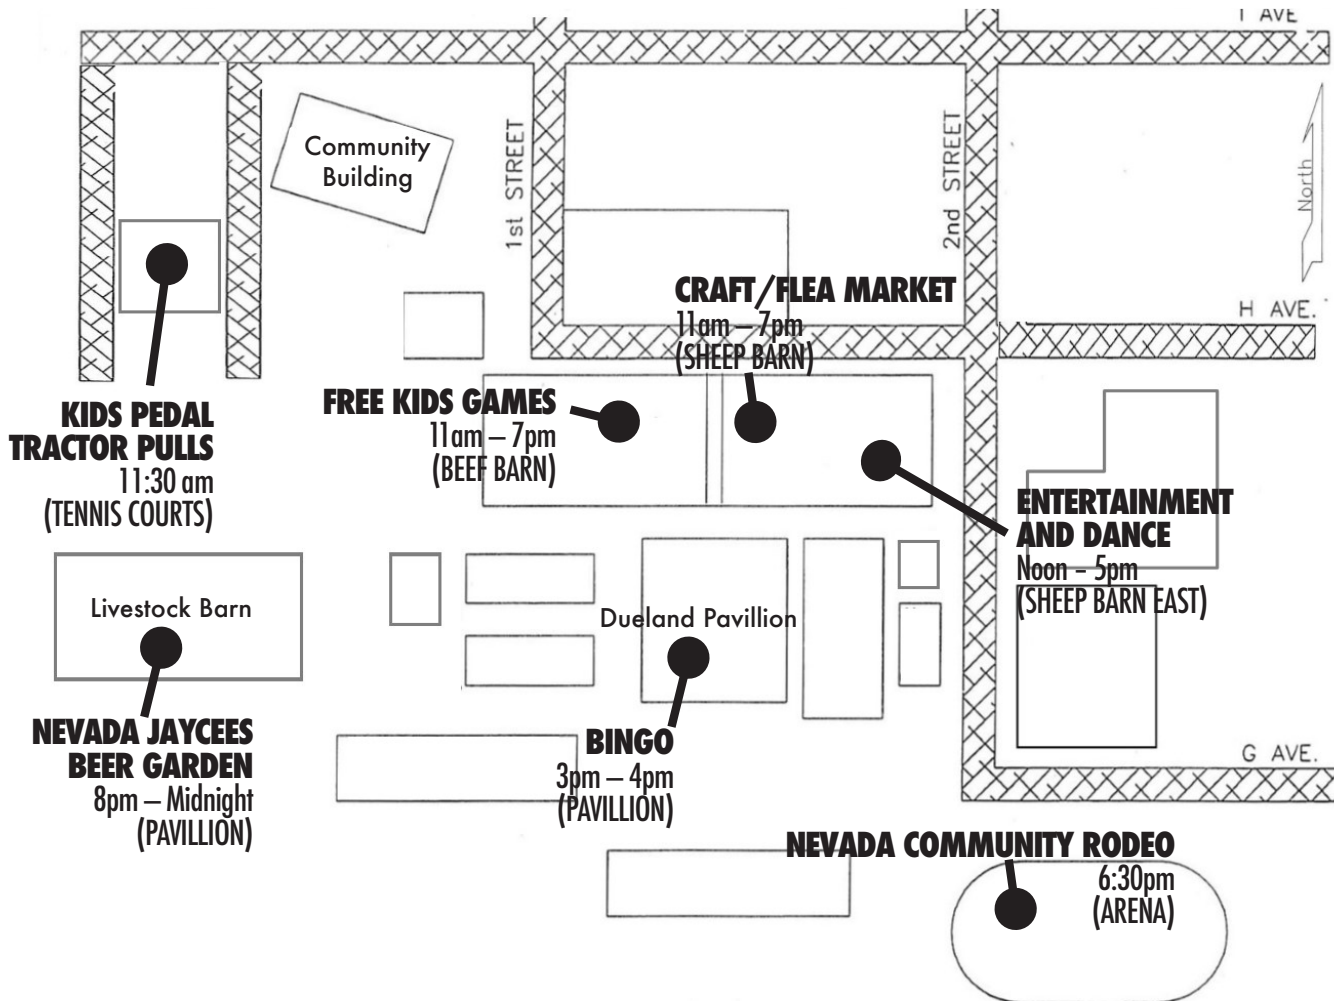 I AVE
Community
Building
1st STREET
2nd STREET
North
H AVE.
CRAFT/FLEA MARKET
11am – 7pm
(SHEEP BARN)
FREE KIDS GAMES
11am – 7pm
(BEEF BARN)
KIDS PEDAL
TRACTOR PULLS
11:30 am
(TENNIS COURTS)
ENTERTAINMENT
AND DANCE
Noon – 5pm
(SHEEP BARN EAST)
Livestock Barn
Dueland Pavillion
NEVADA JAYCEES
BEER GARDEN
8pm – Midnight
(PAVILLION)
BINGO
3pm – 4pm
(PAVILLION)
G AVE.
NEVADA COMMUNITY RODEO
6:30pm
(ARENA)